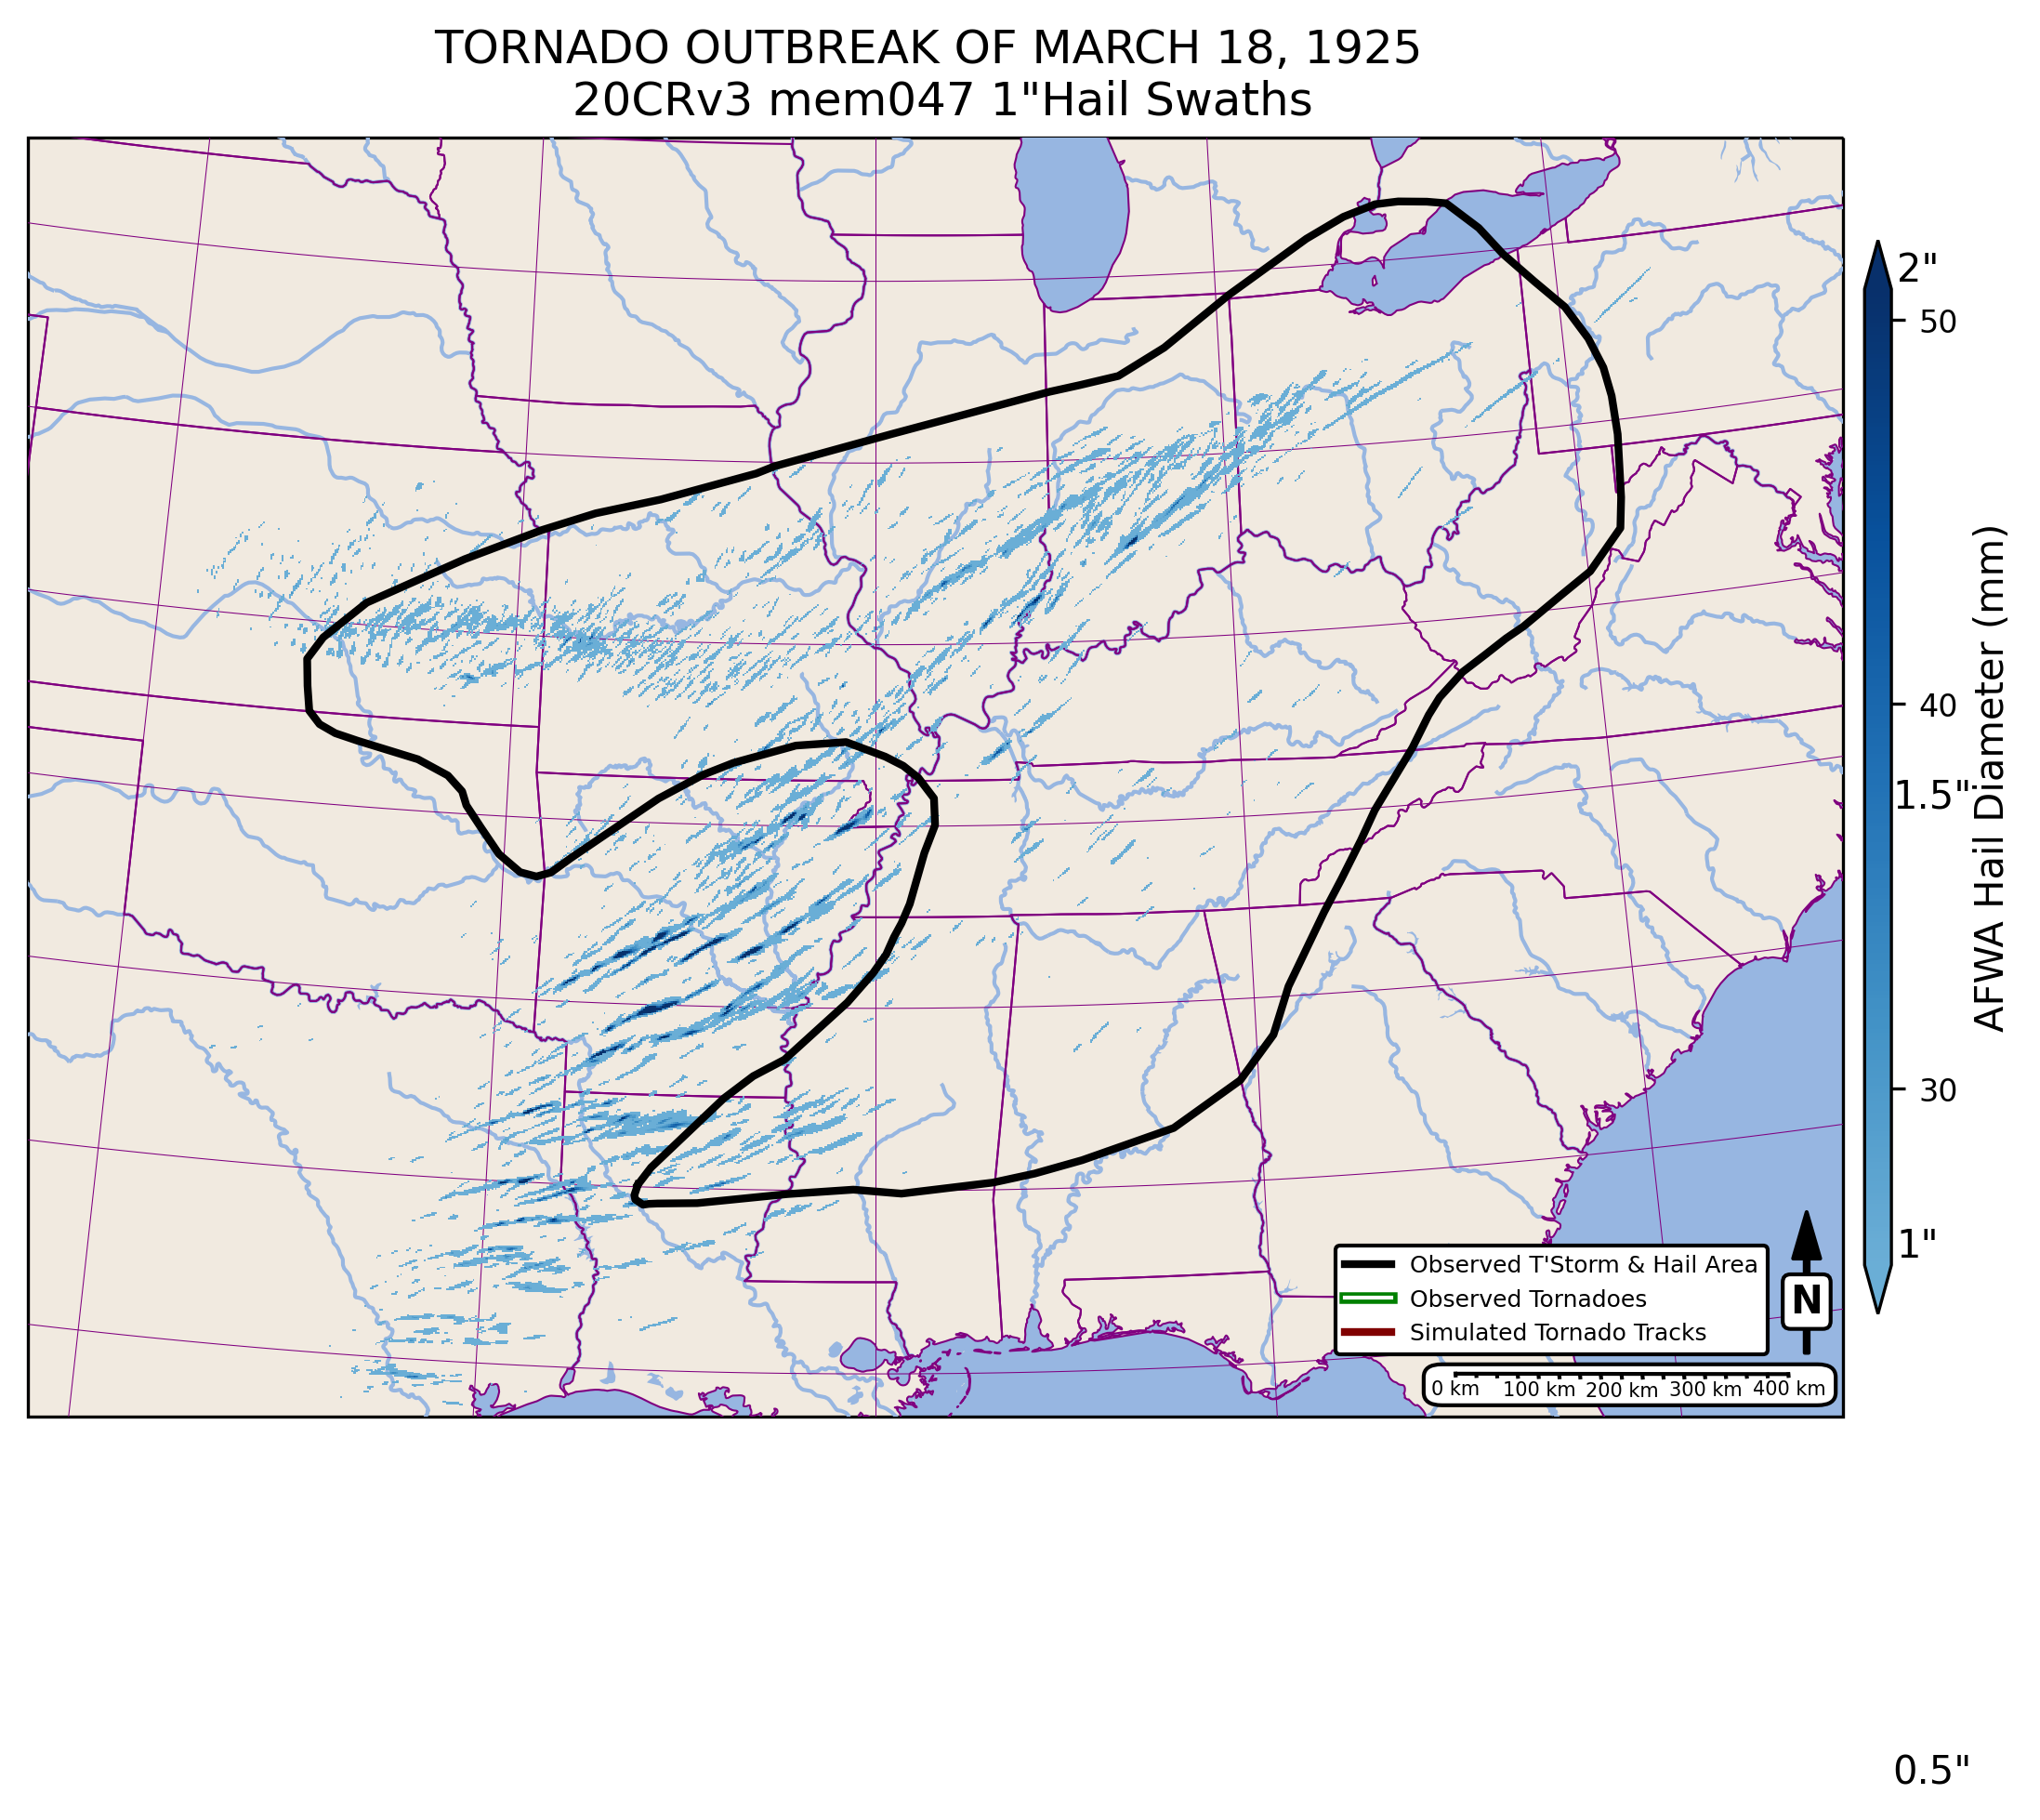 TORNADO OUTBREAK OF MARCH 18, 1925
20CRv3 mem047 1"Hail Swaths
2"
50
40
1.5"
AFWA Hail Diameter (mm)
30
1"
Observed T'Storm & Hail Area
Observed Tornadoes
Simulated Tornado Tracks
N
0 km 100 km 200 km 300 km 400 km
0.5"